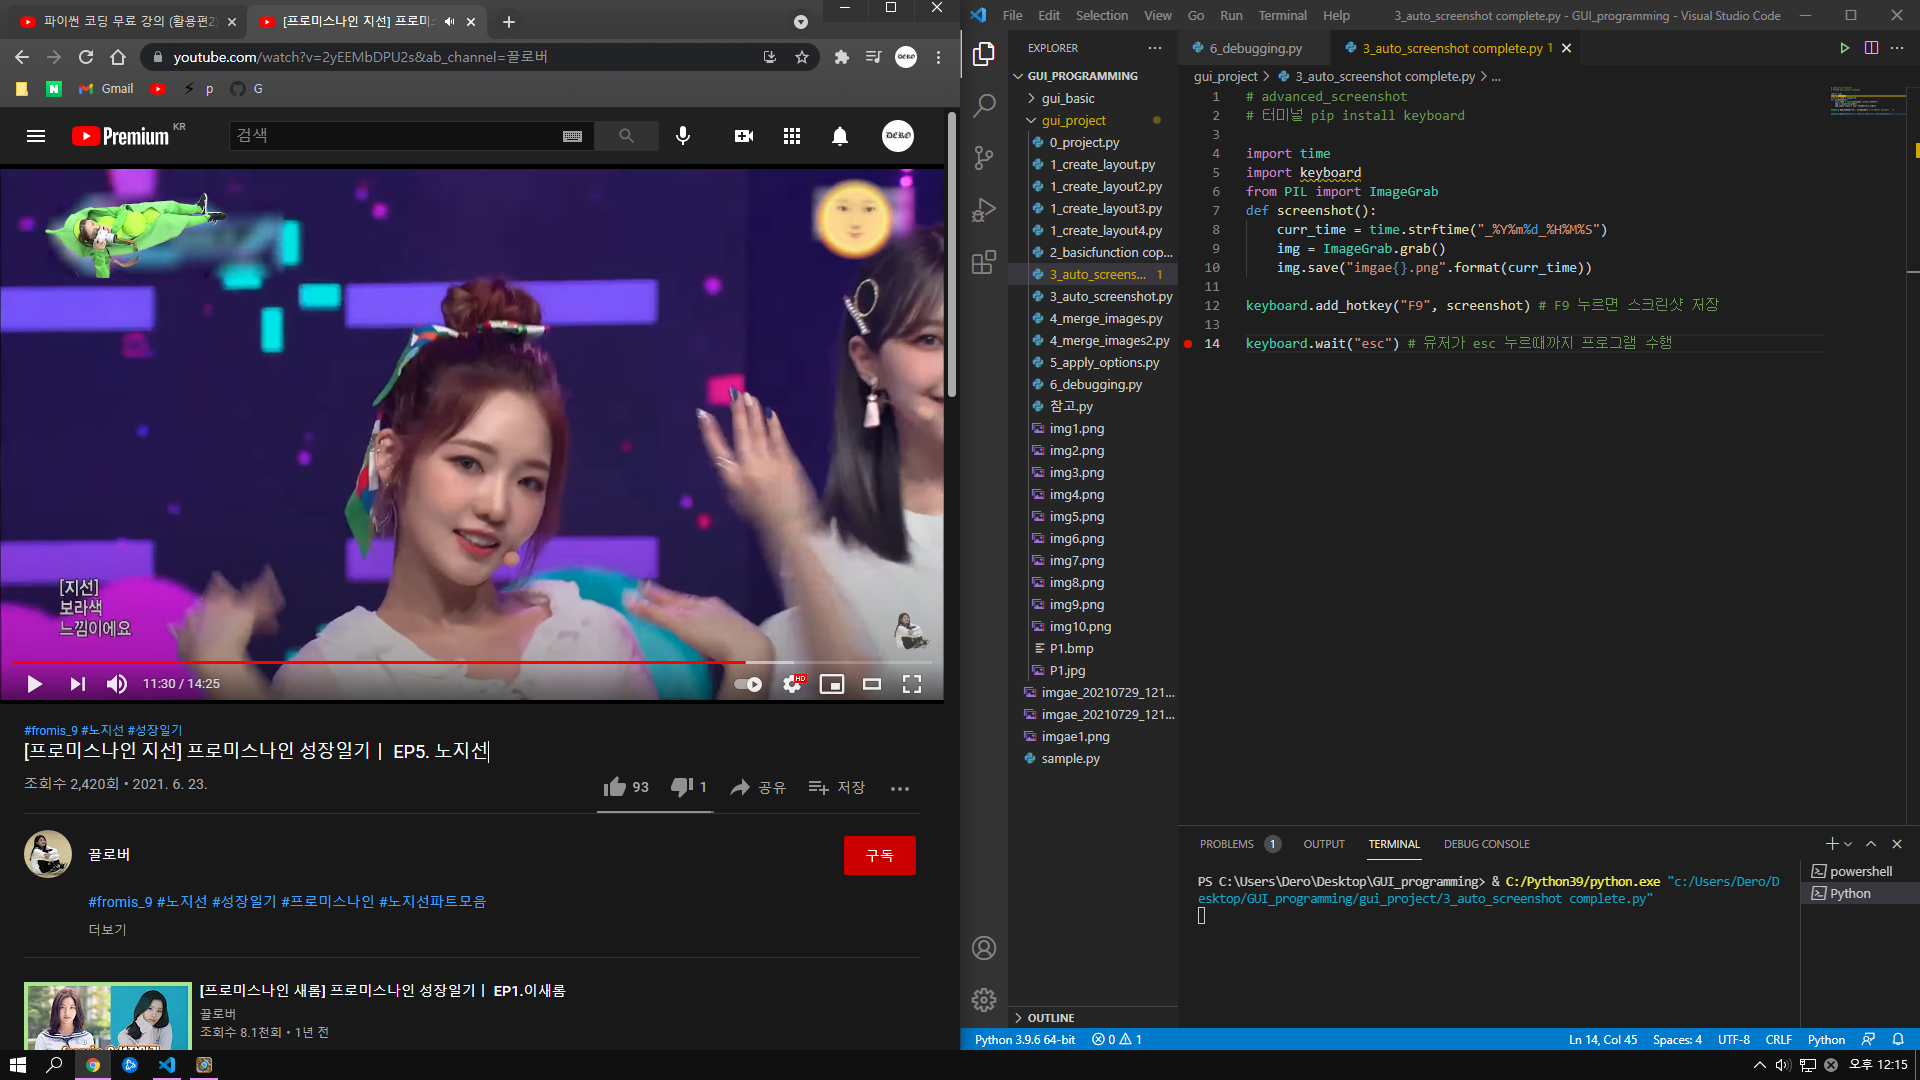 파이썬 코딩 무료 강의 (활용편2)
[프로미스나인 지선] 프로미스
youtube.com/watch?v=2yEEMbDPU2s&ab_channel=끌로버
DERO
N
Gmail
p
G
Premium KR
검색
DERO
[지선]
보라색
느낌이에요
11:30 / 14:25
HD
#fromis_9 #노지선 #성장일기
[프로미스나인 지선] 프로미스나인 성장일기ㅣ EP5. 노지선
조회수 2,420회 • 2021. 6. 23.
93
1
공유
저장
끌로버
구독
#fromis_9 #노지선 #성장일기 #프로미스나인 #노지선파트모음
더보기
[프로미스나인 새롬] 프로미스나인 성장일기ㅣ EP1.이새롬
끌로버
조회수 8.1천회 • 1년 전
File Edit Selection View Go Run Terminal Help
3_auto_screenshot complete.py - GUI_programming - Visual Studio Code
EXPLORER
GUI_PROGRAMMING
gui_basic
gui_project
0_project.py
1_create_layout.py
1_create_layout2.py
1_create_layout3.py
1_create_layout4.py
2_basicfunction cop...
3_auto_screens... 1
3_auto_screenshot.py
4_merge_images.py
4_merge_images2.py
5_apply_options.py
6_debugging.py
참고.py
img1.png
img2.png
img3.png
img4.png
img5.png
img6.png
img7.png
img8.png
img9.png
img10.png
P1.bmp
P1.jpg
imgae_20210729_121...
imgae_20210729_121...
imgae1.png
sample.py
OUTLINE
6_debugging.py
3_auto_screenshot complete.py 1
gui_project > 3_auto_screenshot complete.py > ...
1 # advanced_screenshot
2 # 터미널 pip install keyboard
3
4 import time
5 import keyboard
6 from PIL import ImageGrab
7 def screenshot():
8 curr_time = time.strftime("_%Y%m%d_%H%M%S")
9 img = ImageGrab.grab()
10 img.save("imgae{}.png".format(curr_time))
11
12 keyboard.add_hotkey("F9", screenshot) # F9 누르면 스크린샷 저장
13
14 keyboard.wait("esc") # 유저가 esc 누르때까지 프로그램 수행
PROBLEMS 1 OUTPUT TERMINAL DEBUG CONSOLE
PS C:\Users\Dero\Desktop\GUI_programming> & C:/Python39/python.exe "c:/Users/Dero/D
esktop/GUI_programming/gui_project/3_auto_screenshot complete.py"
powershell
Python
Python 3.9.6 64-bit 0 1
Ln 14, Col 45 Spaces: 4 UTF-8 CRLF Python
오후 12:15